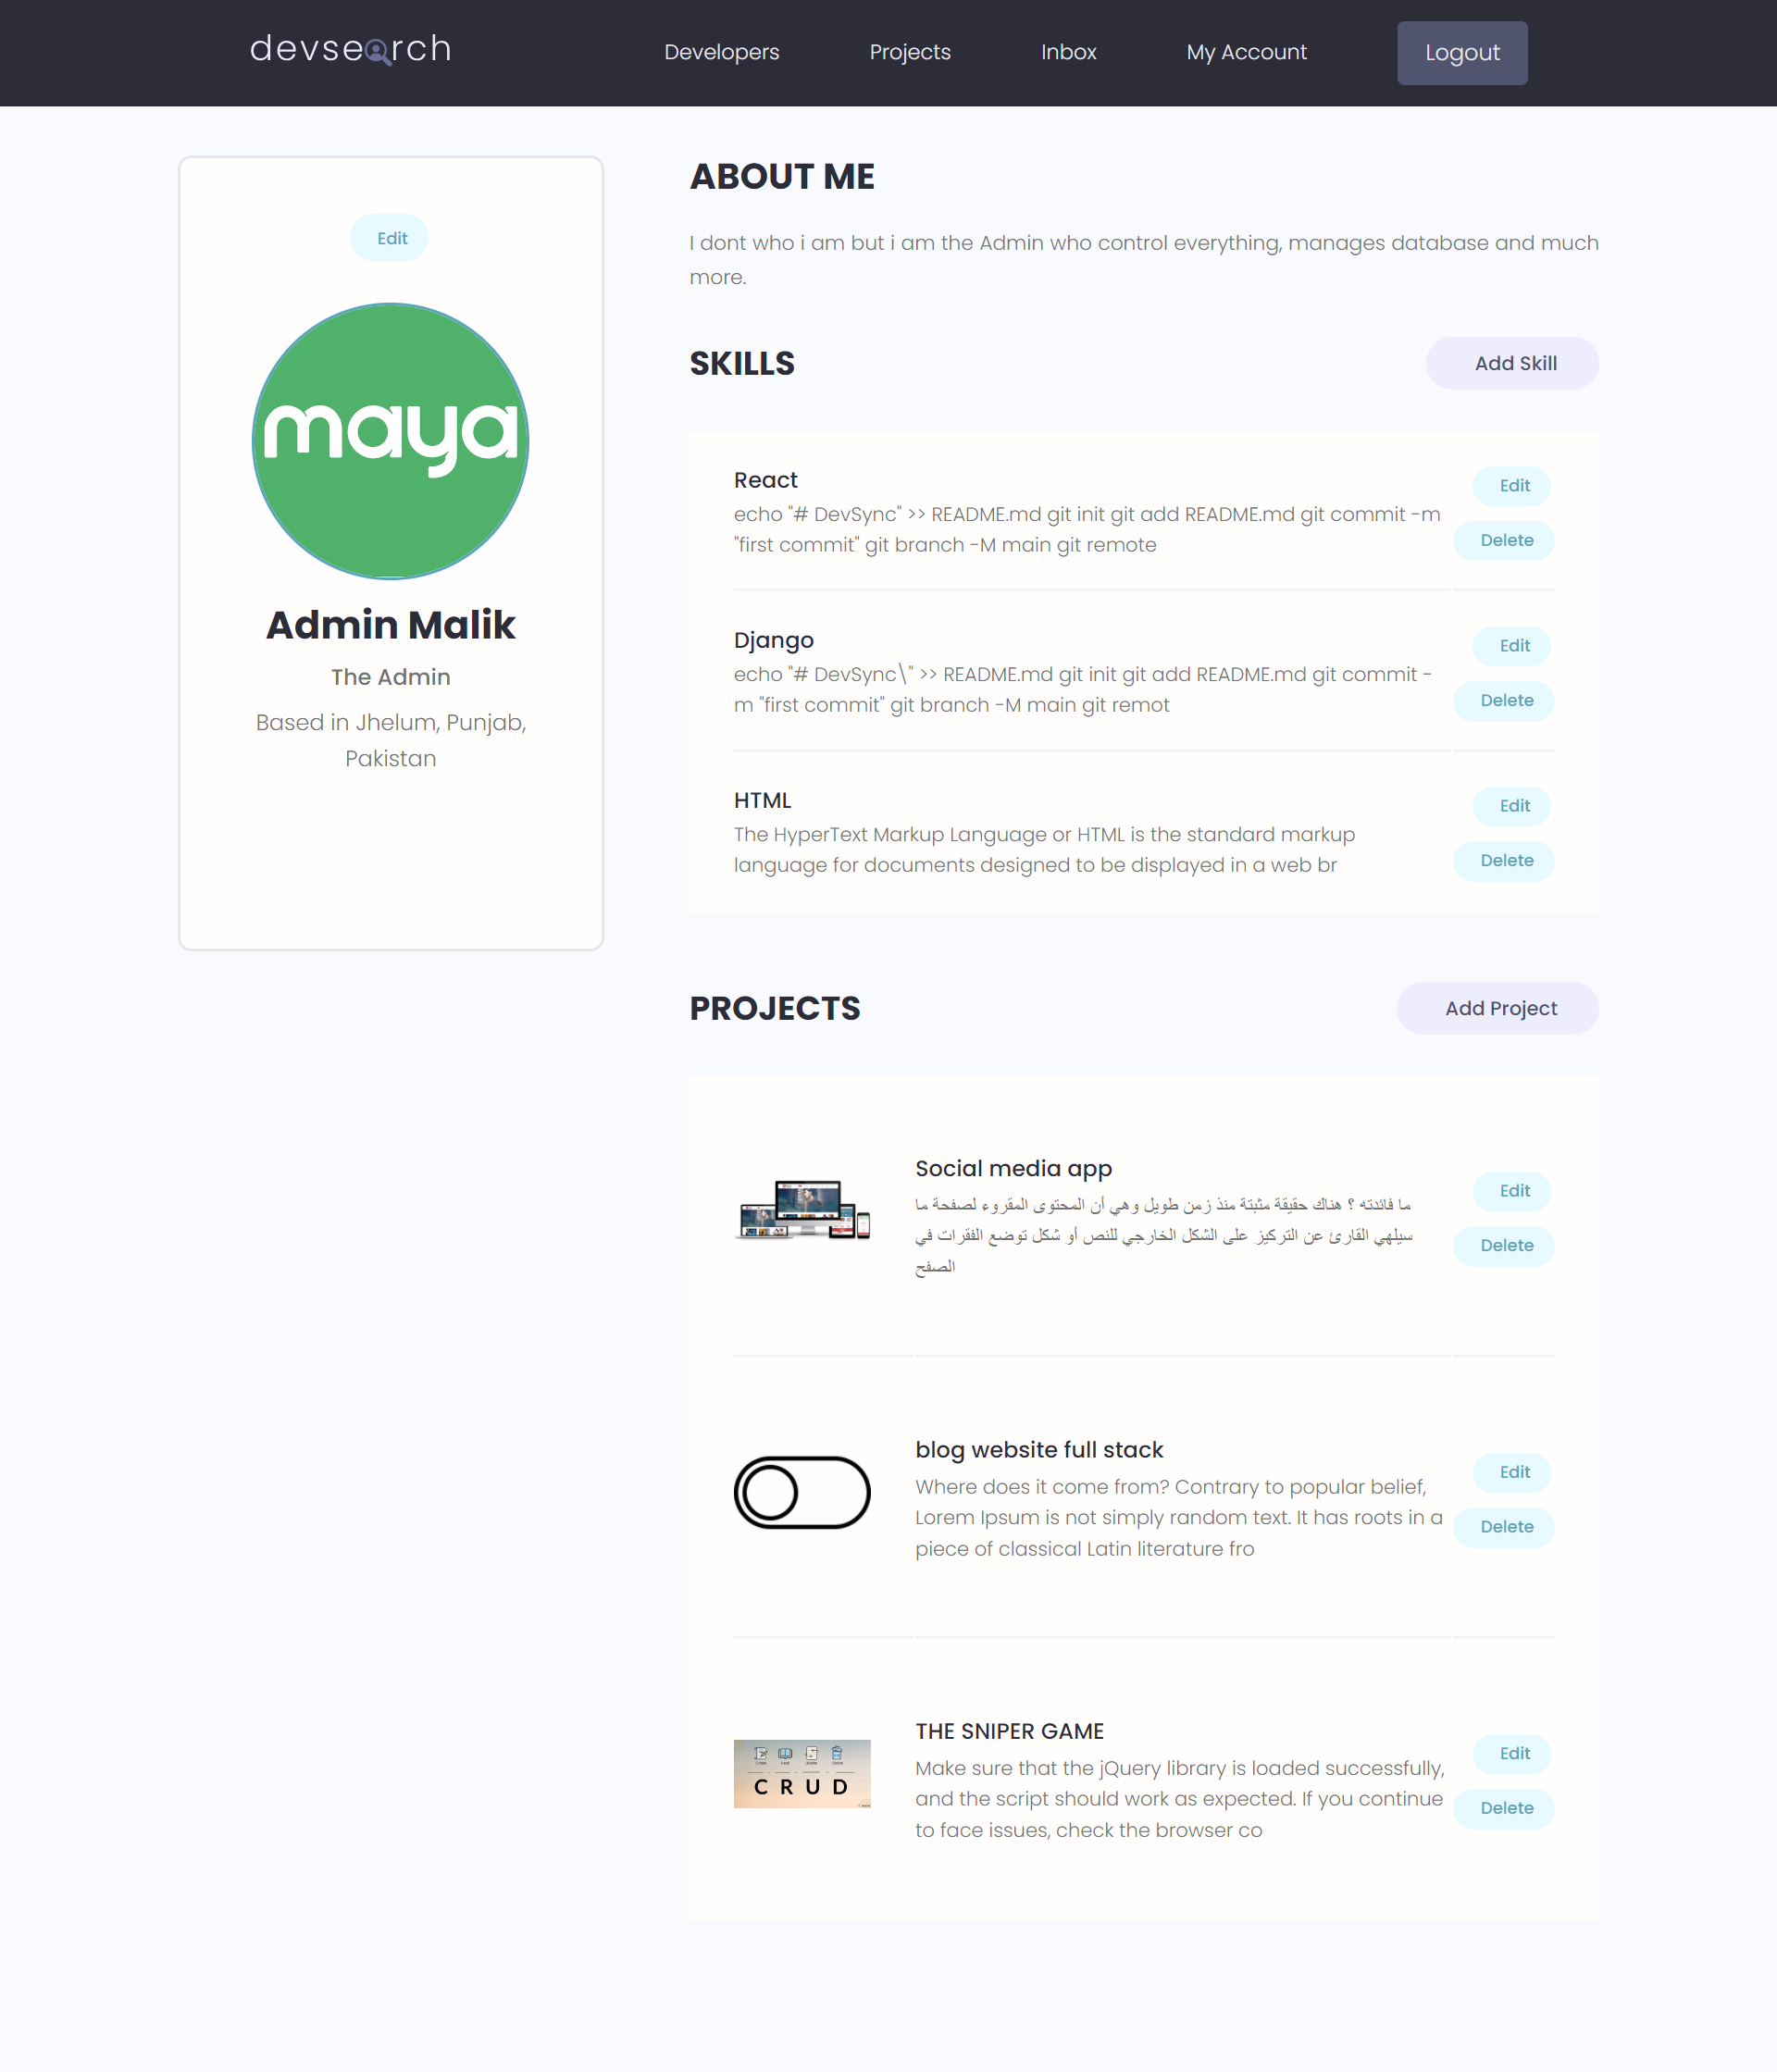 devsearch
Developers
Projects
Inbox
My Account
Logout
Edit
maya
Admin Malik
The Admin
Based in Jhelum, Punjab,
Pakistan
ABOUT ME
I dont who i am but i am the Admin who control everything, manages database and much
more.
SKILLS
Add Skill
React
echo "# DevSync" >> README.md git init git add README.md git commit -m
"first commit" git branch -M main git remote
Edit
Delete
Django
echo "# DevSync\" >> README.md git init git add README.md git commit -
m "first commit" git branch -M main git remot
Edit
Delete
HTML
The HyperText Markup Language or HTML is the standard markup
language for documents designed to be displayed in a web br
Edit
Delete
PROJECTS
Add Project
Social media app
ما فائدته ؟ هناك حقيقة مثبتة منذ زمن طويل وهي أن المحتوى المقروء لصفحة ما
سيلهي القارئ عن التركيز على الشكل الخارجي للنص أو شكل توضع الفقرات في
الصفح
Edit
Delete
blog website full stack
Where does it come from? Contrary to popular belief,
Lorem Ipsum is not simply random text. It has roots in a
piece of classical Latin literature fro
Edit
Delete
CRUD
THE SNIPER GAME
Make sure that the jQuery library is loaded successfully,
and the script should work as expected. If you continue
to face issues, check the browser co
Edit
Delete